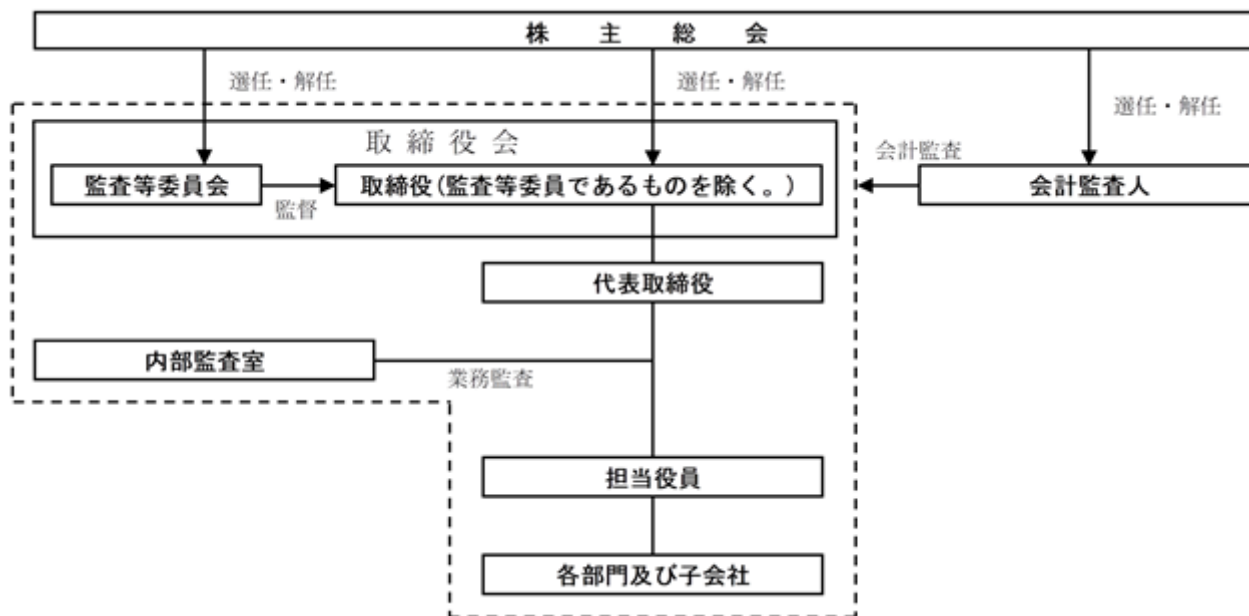 株主総会
選任・解任
選任・解任
選任・解任
取締役会
会計監査
監査等委員会
監督
取締役(監査等委員であるものを除く。)
会計監査人
代表取締役
内部監査室
業務監査
担当役員
各部門及び子会社